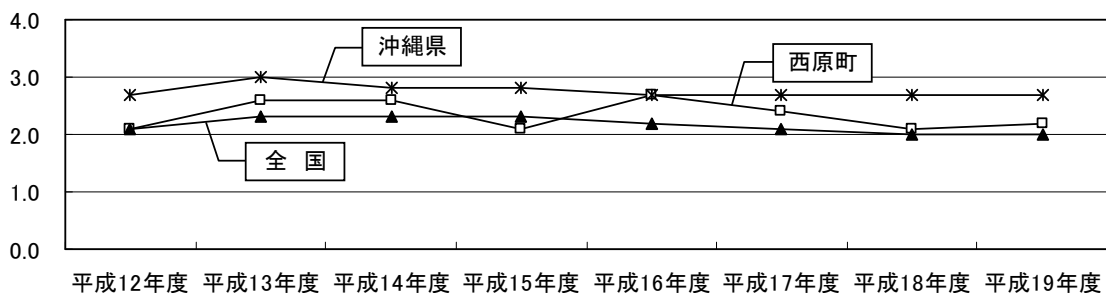 4.0
沖縄県
西原町
3.0
2.0
全 国
1.0
0.0
平成12年度 平成13年度 平成14年度 平成15年度 平成16年度 平成17年度 平成18年度 平成19年度